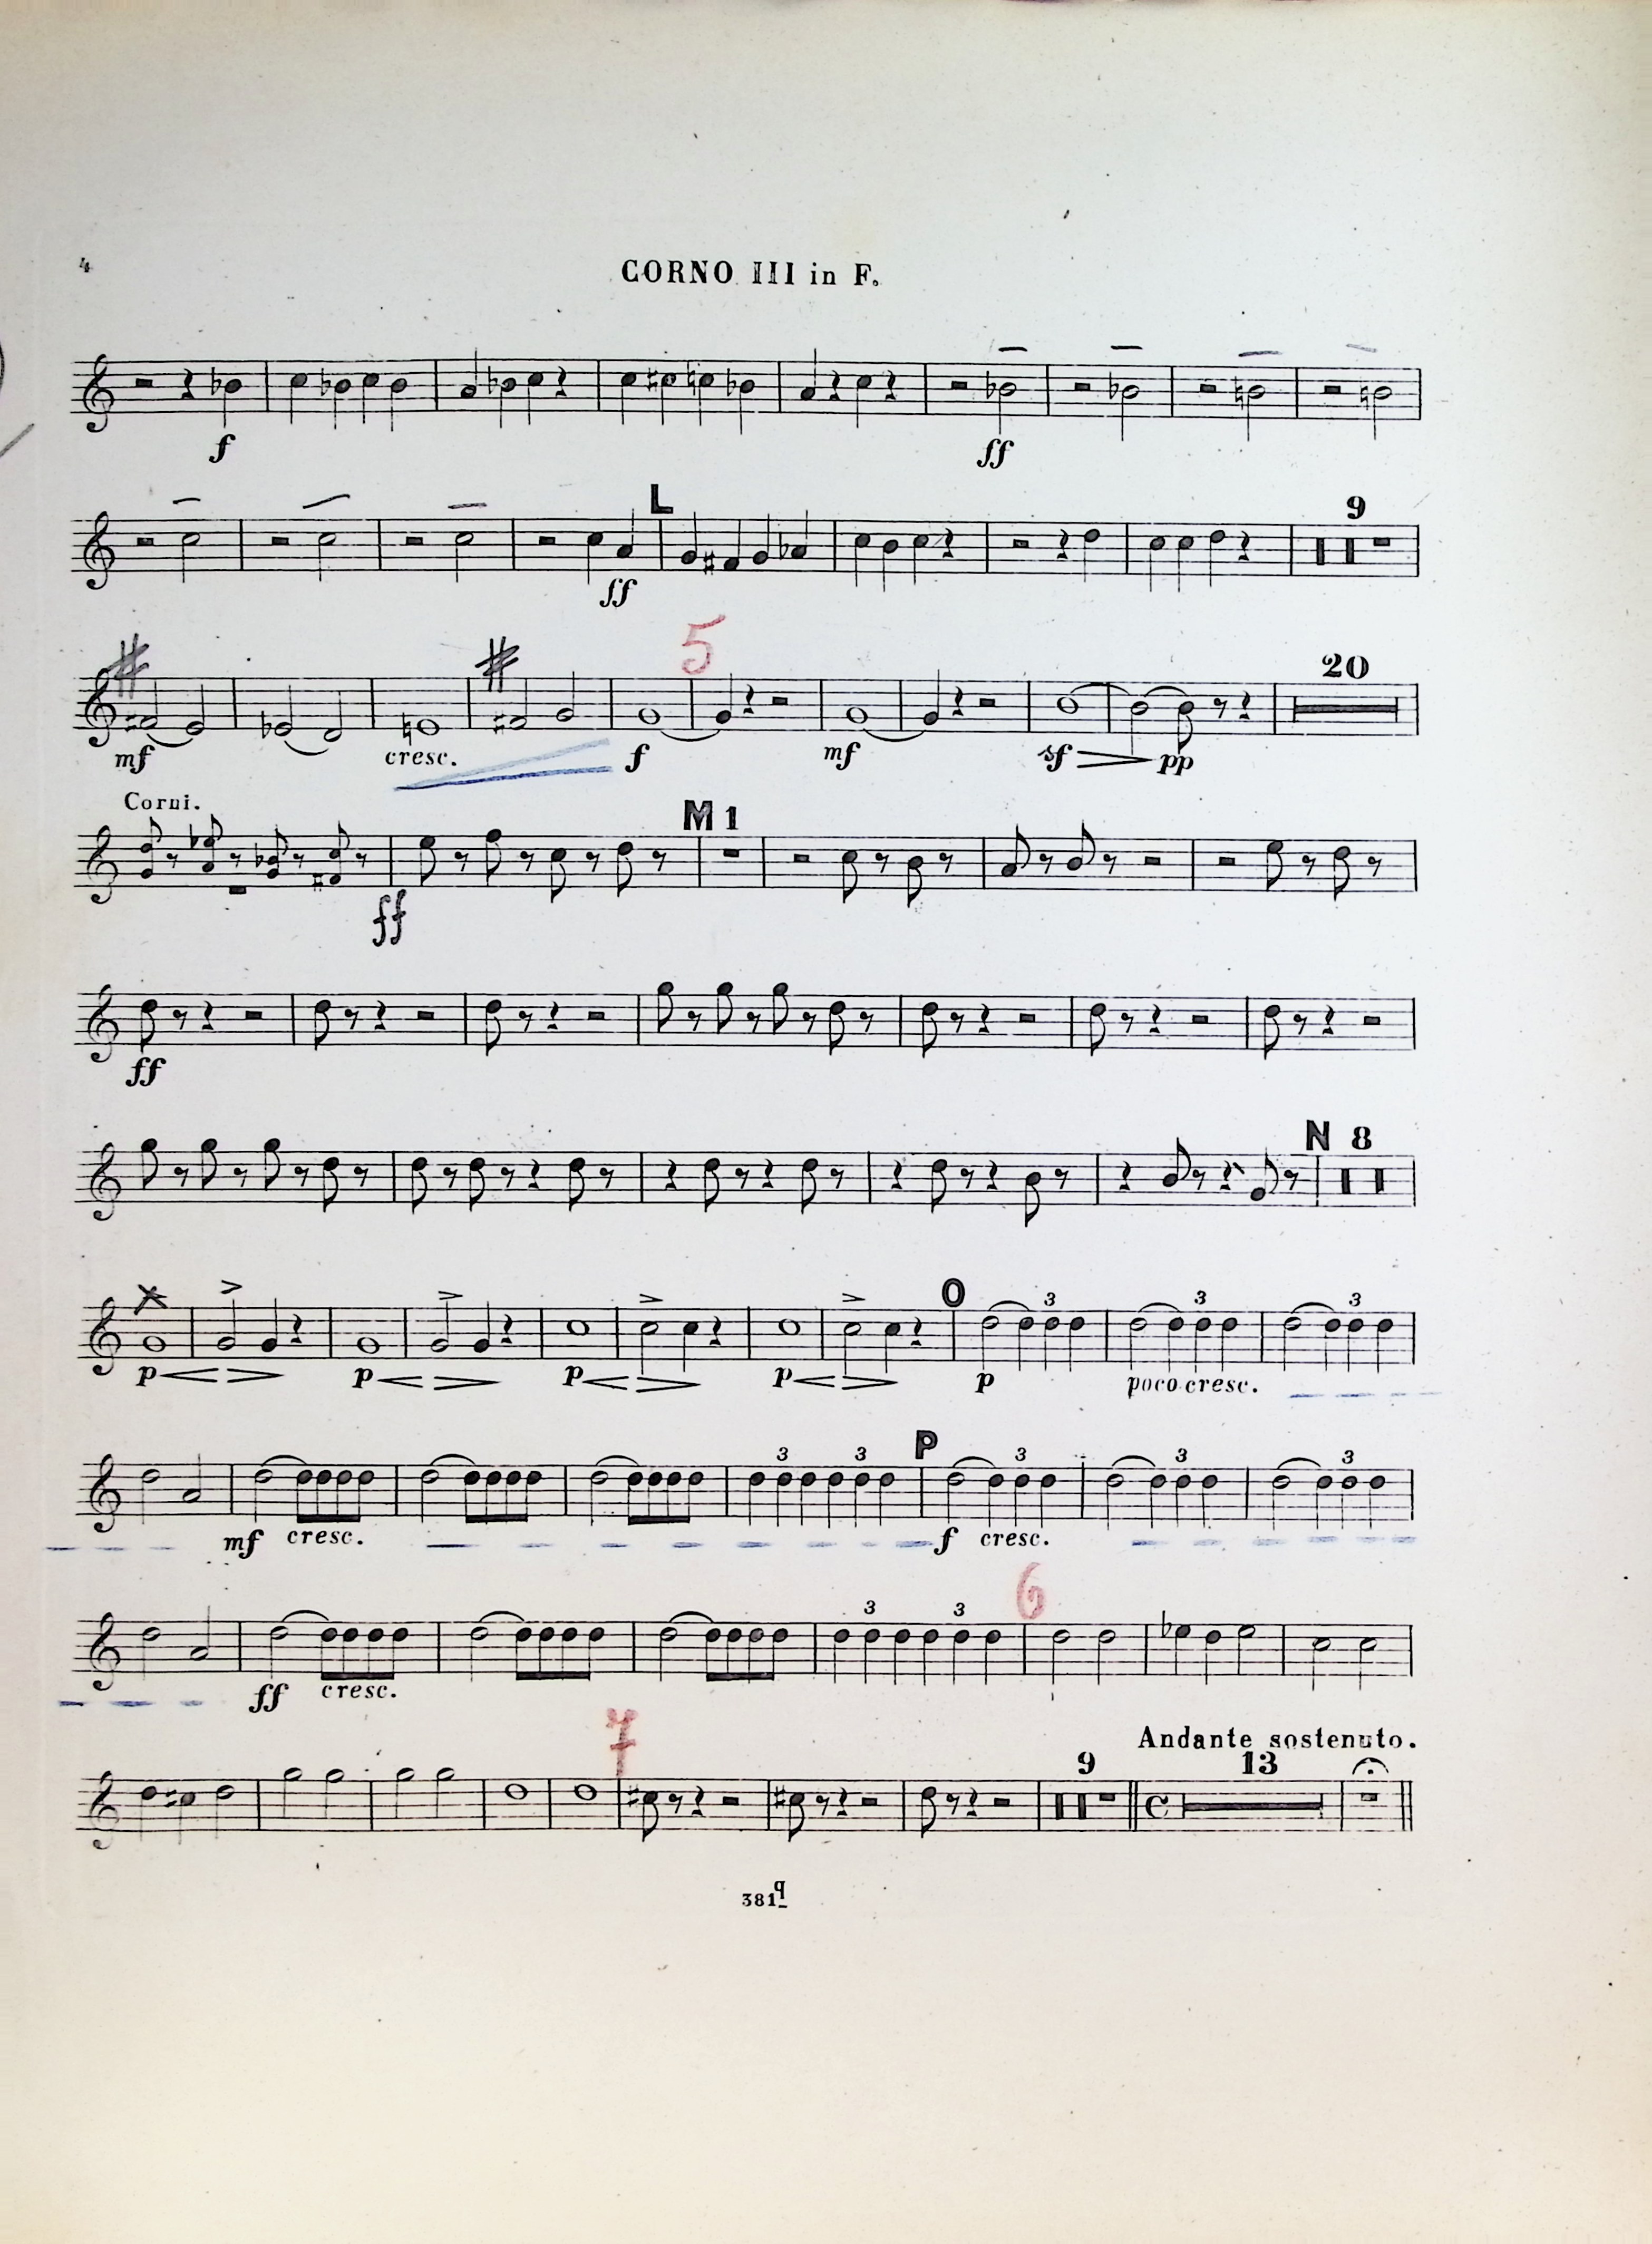 4
CORNO III in F.
f ff
L
9
ff
5
20
mf cresc. f mf sf pp
Corni.
M 1
ff
ff
N 8
O 3 3 3
p p p p p poco cresc.
3 3 P 3 3 3
mf cresc. f cresc.
6
3 3
ff cresc.
7
Andante sostenuto.
9 13
C
381q